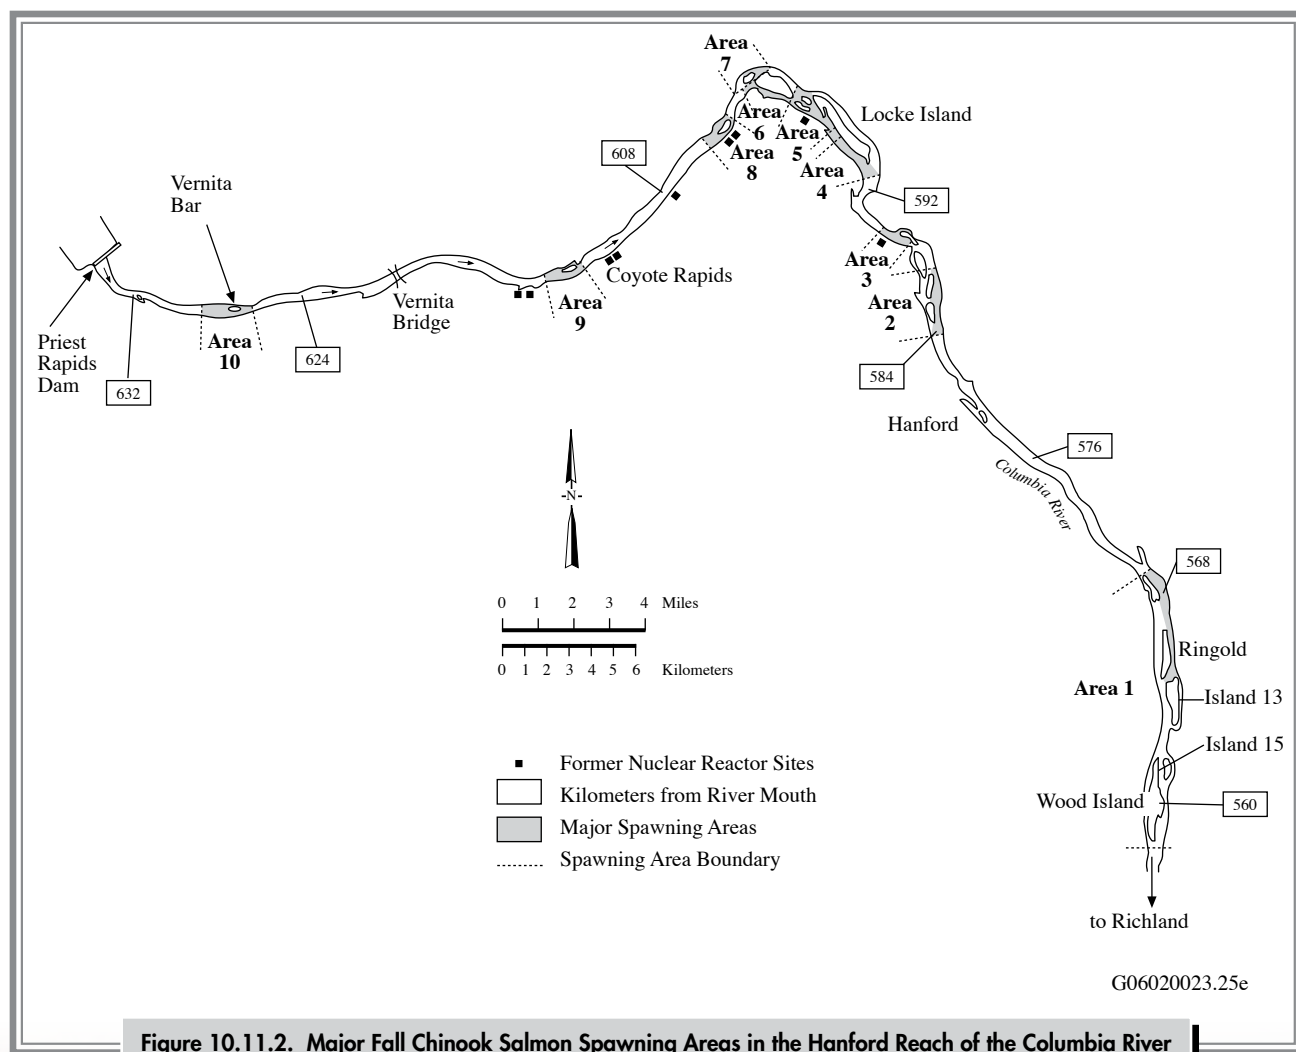 Area
7
Locke Island
Area
6
Area
5
608
Area
8
Area
4
Vernita
Bar
592
Area
3
Coyote Rapids
Vernita
Bridge
Area
9
Area
2
Priest
Rapids
Dam
Area
10
624
632
584
Hanford
576
Columbia River
-N-
568
0 1 2 3 4 Miles
0 1 2 3 4 5 6 Kilometers
Ringold
Area 1
Island 13
Island 15
Wood Island
560
Former Nuclear Reactor Sites
Kilometers from River Mouth
Major Spawning Areas
Spawning Area Boundary
to Richland
G06020023.25e
Figure 10.11.2. Major Fall Chinook Salmon Spawning Areas in the Hanford Reach of the Columbia River